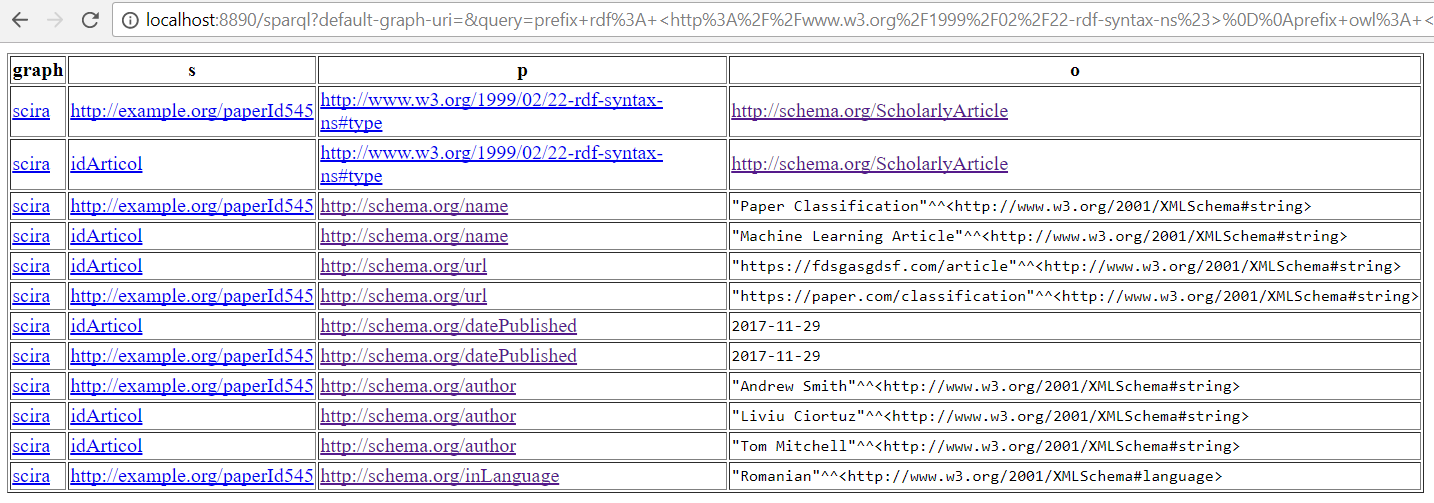 localhost:8890/sparql?default-graph-uri=&query=prefix+rdf%3A+<http%3A%2F%2Fwww.w3.org%2F1999%2F02%2F22-rdf-syntax-ns%23>%0D%0Aprefix+owl%3A+<
graph s p o
scira http://example.org/paperId545 http://www.w3.org/1999/02/22-rdf-syntax-
ns#type http://schema.org/ScholarlyArticle
scira idArticol http://www.w3.org/1999/02/22-rdf-syntax-
ns#type http://schema.org/ScholarlyArticle
scira http://example.org/paperId545 http://schema.org/name "Paper Classification"^^<http://www.w3.org/2001/XMLSchema#string>
scira idArticol http://schema.org/name "Machine Learning Article"^^<http://www.w3.org/2001/XMLSchema#string>
scira idArticol http://schema.org/url "https://fdsgasgdsf.com/article"^^<http://www.w3.org/2001/XMLSchema#string>
scira http://example.org/paperId545 http://schema.org/url "https://paper.com/classification"^^<http://www.w3.org/2001/XMLSchema#string>
scira idArticol http://schema.org/datePublished 2017-11-29
scira http://example.org/paperId545 http://schema.org/datePublished 2017-11-29
scira http://example.org/paperId545 http://schema.org/author "Andrew Smith"^^<http://www.w3.org/2001/XMLSchema#string>
scira idArticol http://schema.org/author "Liviu Ciortuz"^^<http://www.w3.org/2001/XMLSchema#string>
scira idArticol http://schema.org/author "Tom Mitchell"^^<http://www.w3.org/2001/XMLSchema#string>
scira http://example.org/paperId545 http://schema.org/inLanguage "Romanian"^^<http://www.w3.org/2001/XMLSchema#language>